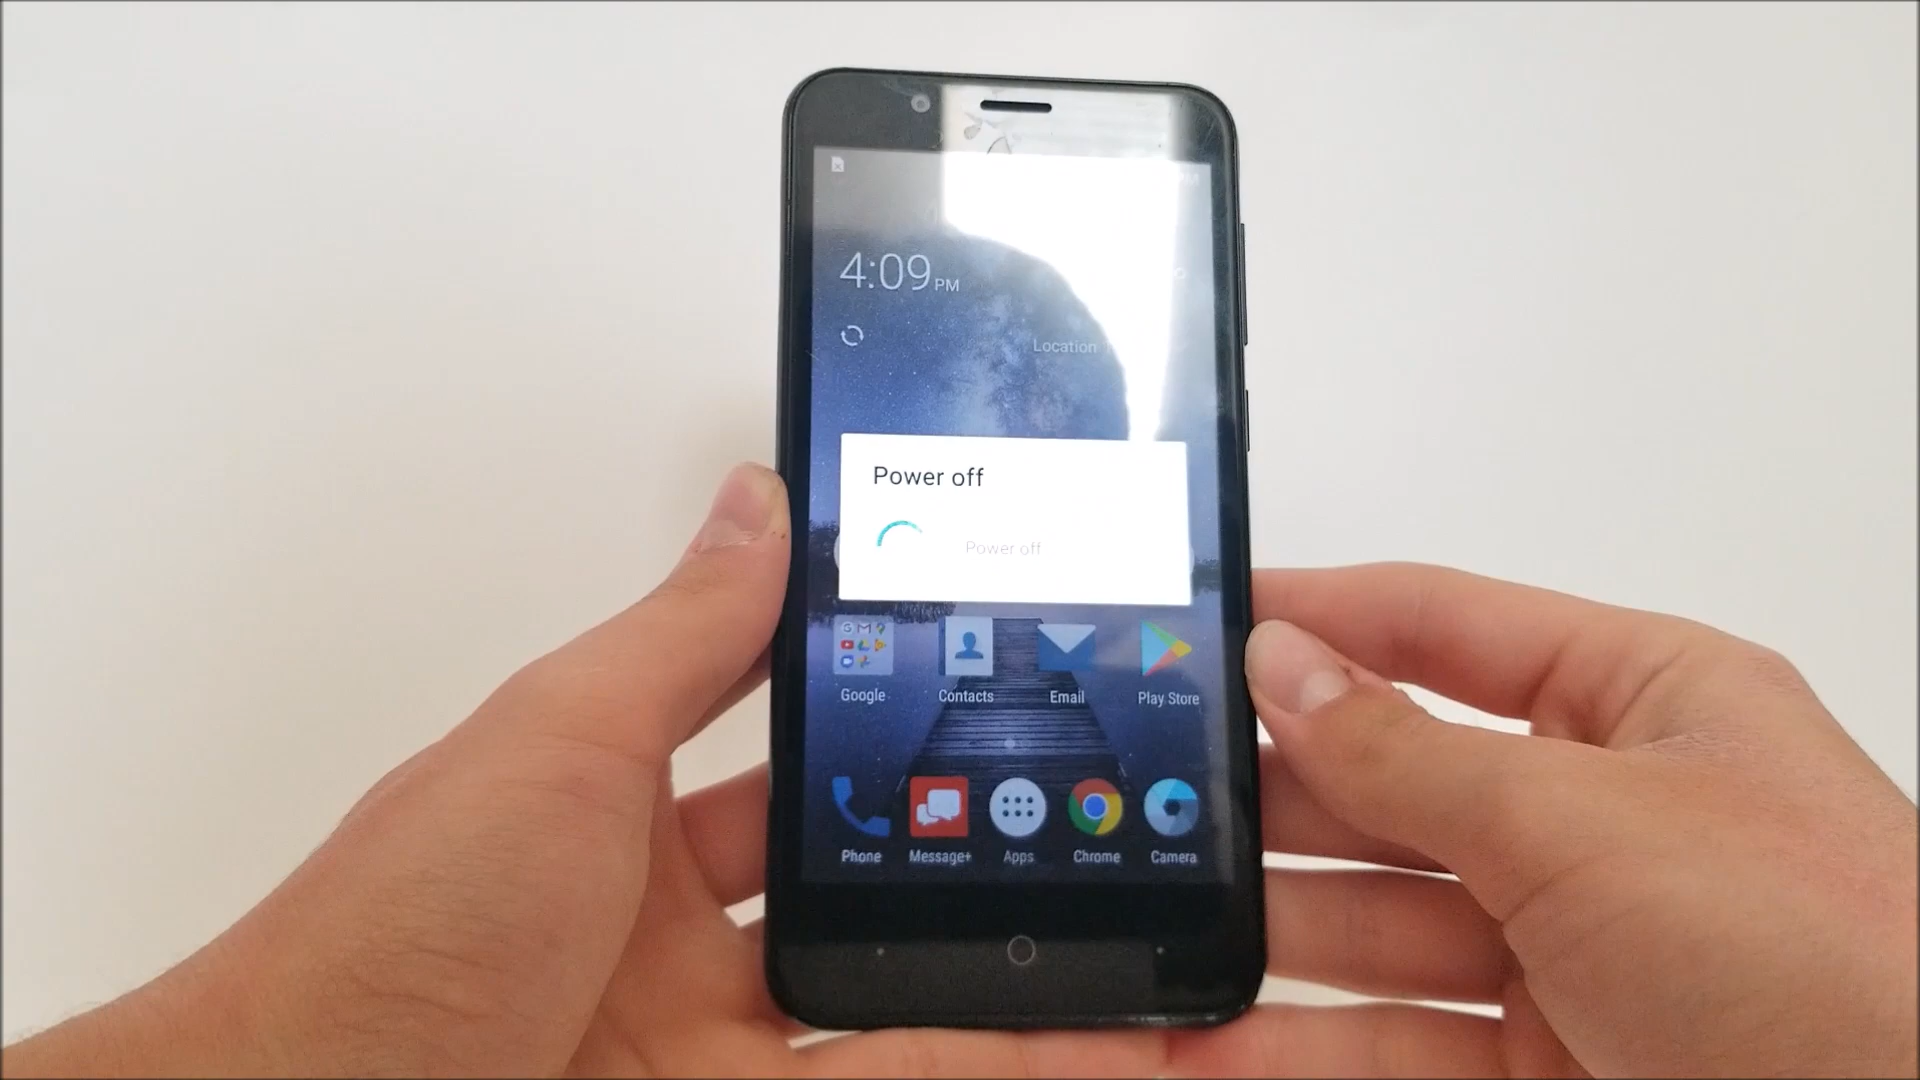 4:09 PM
Location
Power off
Power off
Google
Contacts
Email
Play Store
Phone
Message+
Apps
Chrome
Camera